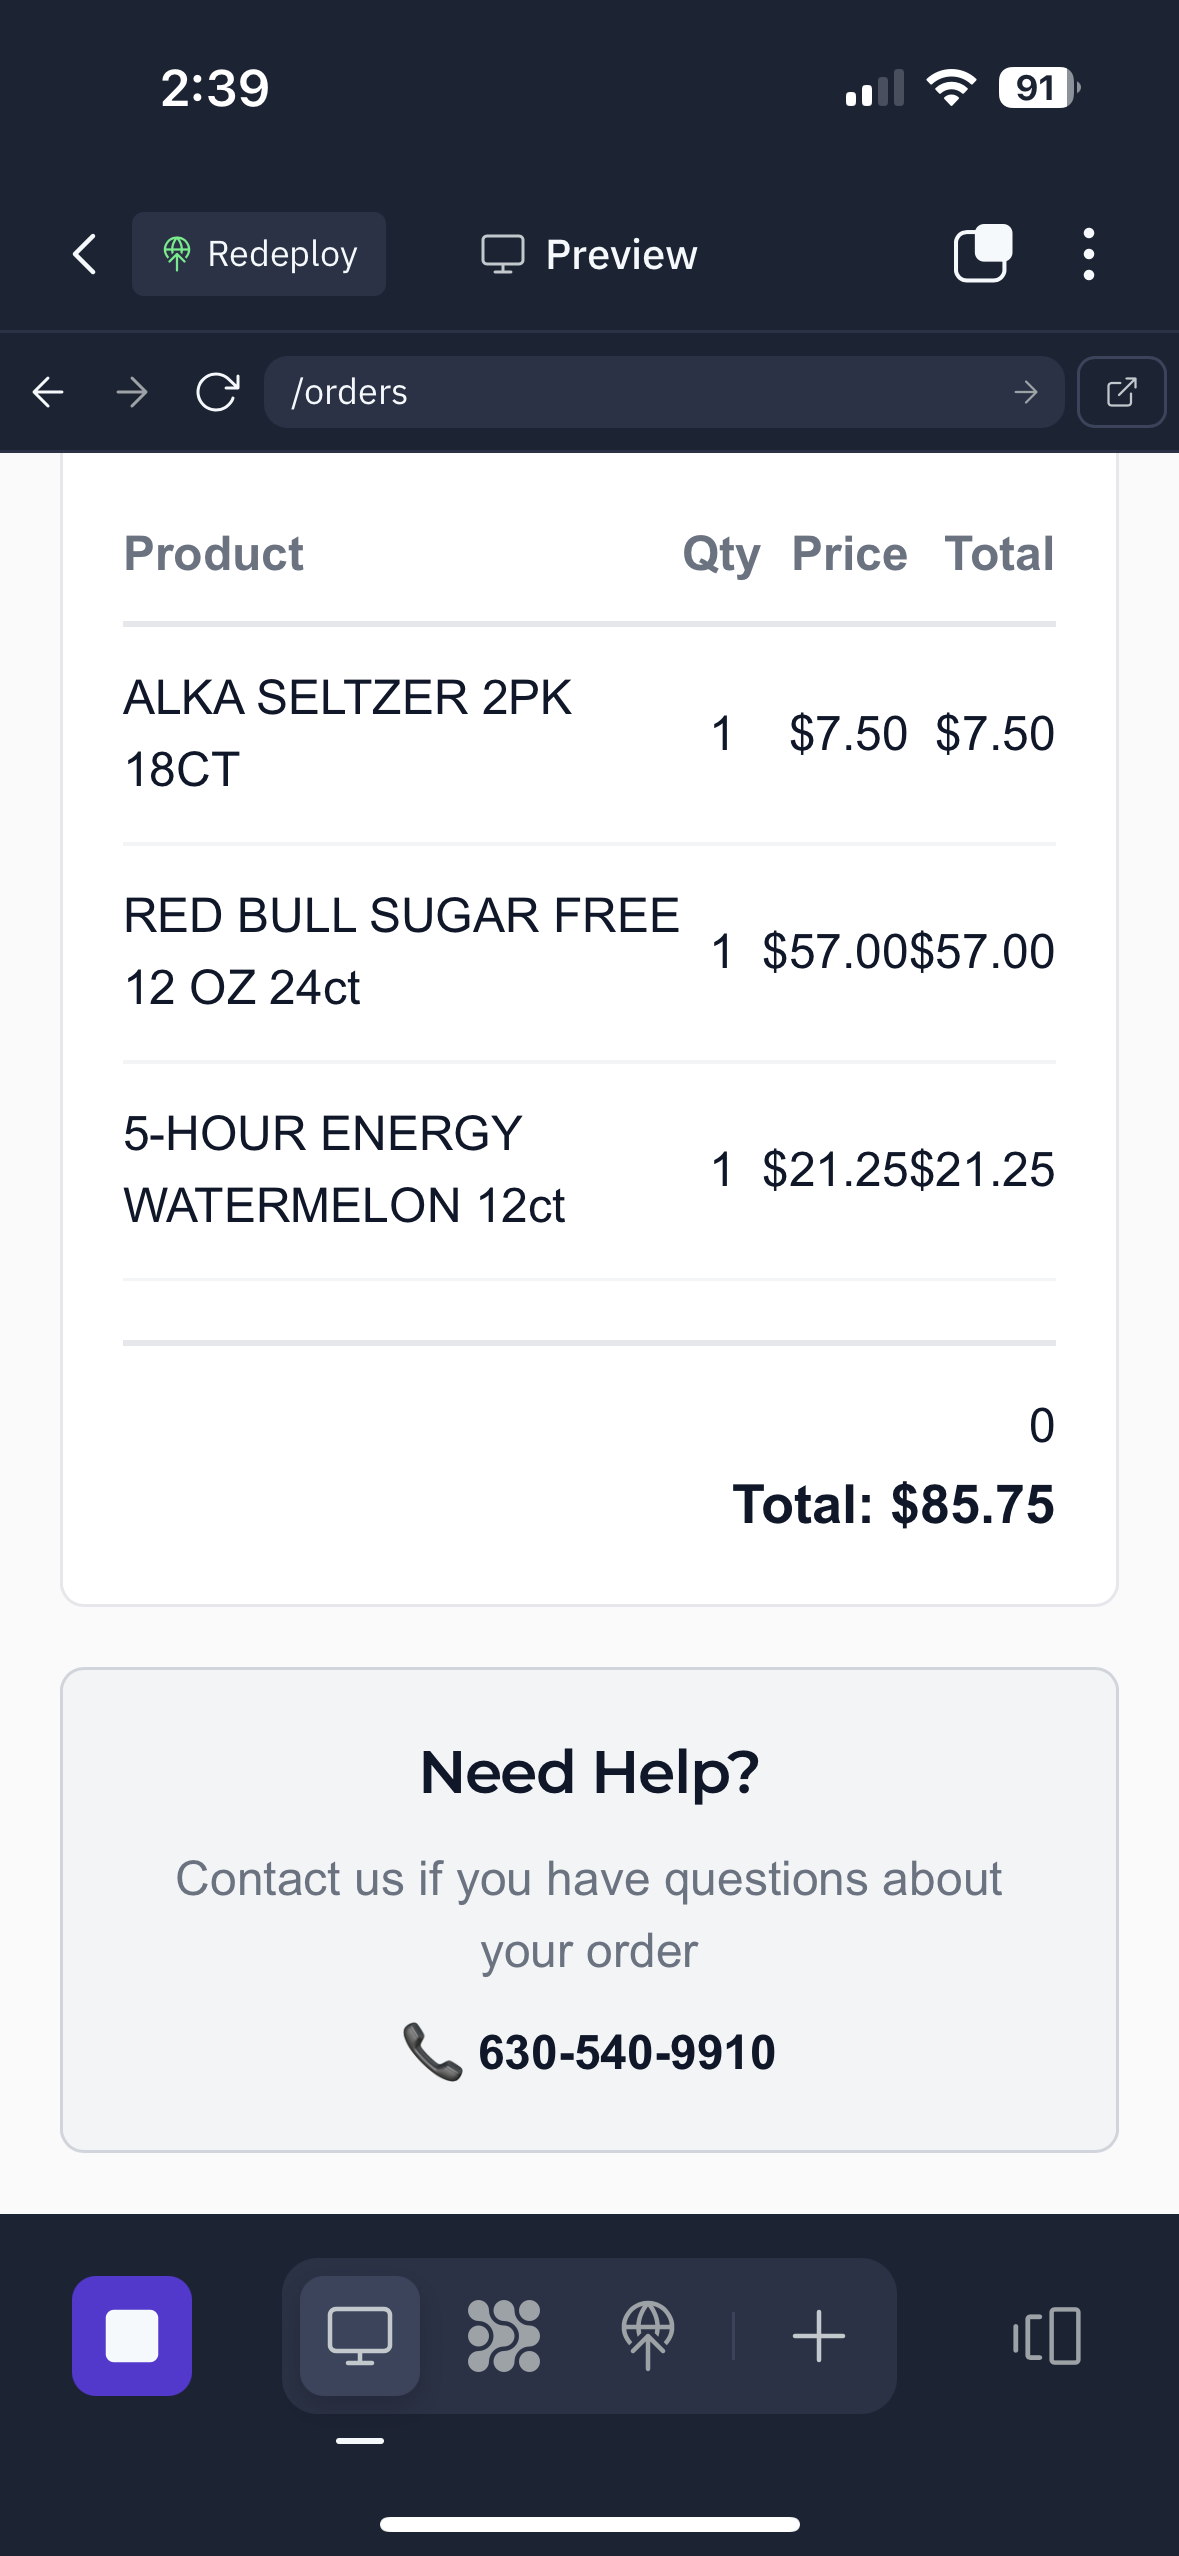 2:39
91
Redeploy
Preview
/orders
Product Qty Price Total
ALKA SELTZER 2PK
18CT
1 $7.50 $7.50
RED BULL SUGAR FREE
12 OZ 24ct
1 $57.00 $57.00
5-HOUR ENERGY
WATERMELON 12ct
1 $21.25 $21.25
0
Total: $85.75
Need Help?
Contact us if you have questions about
your order
630-540-9910